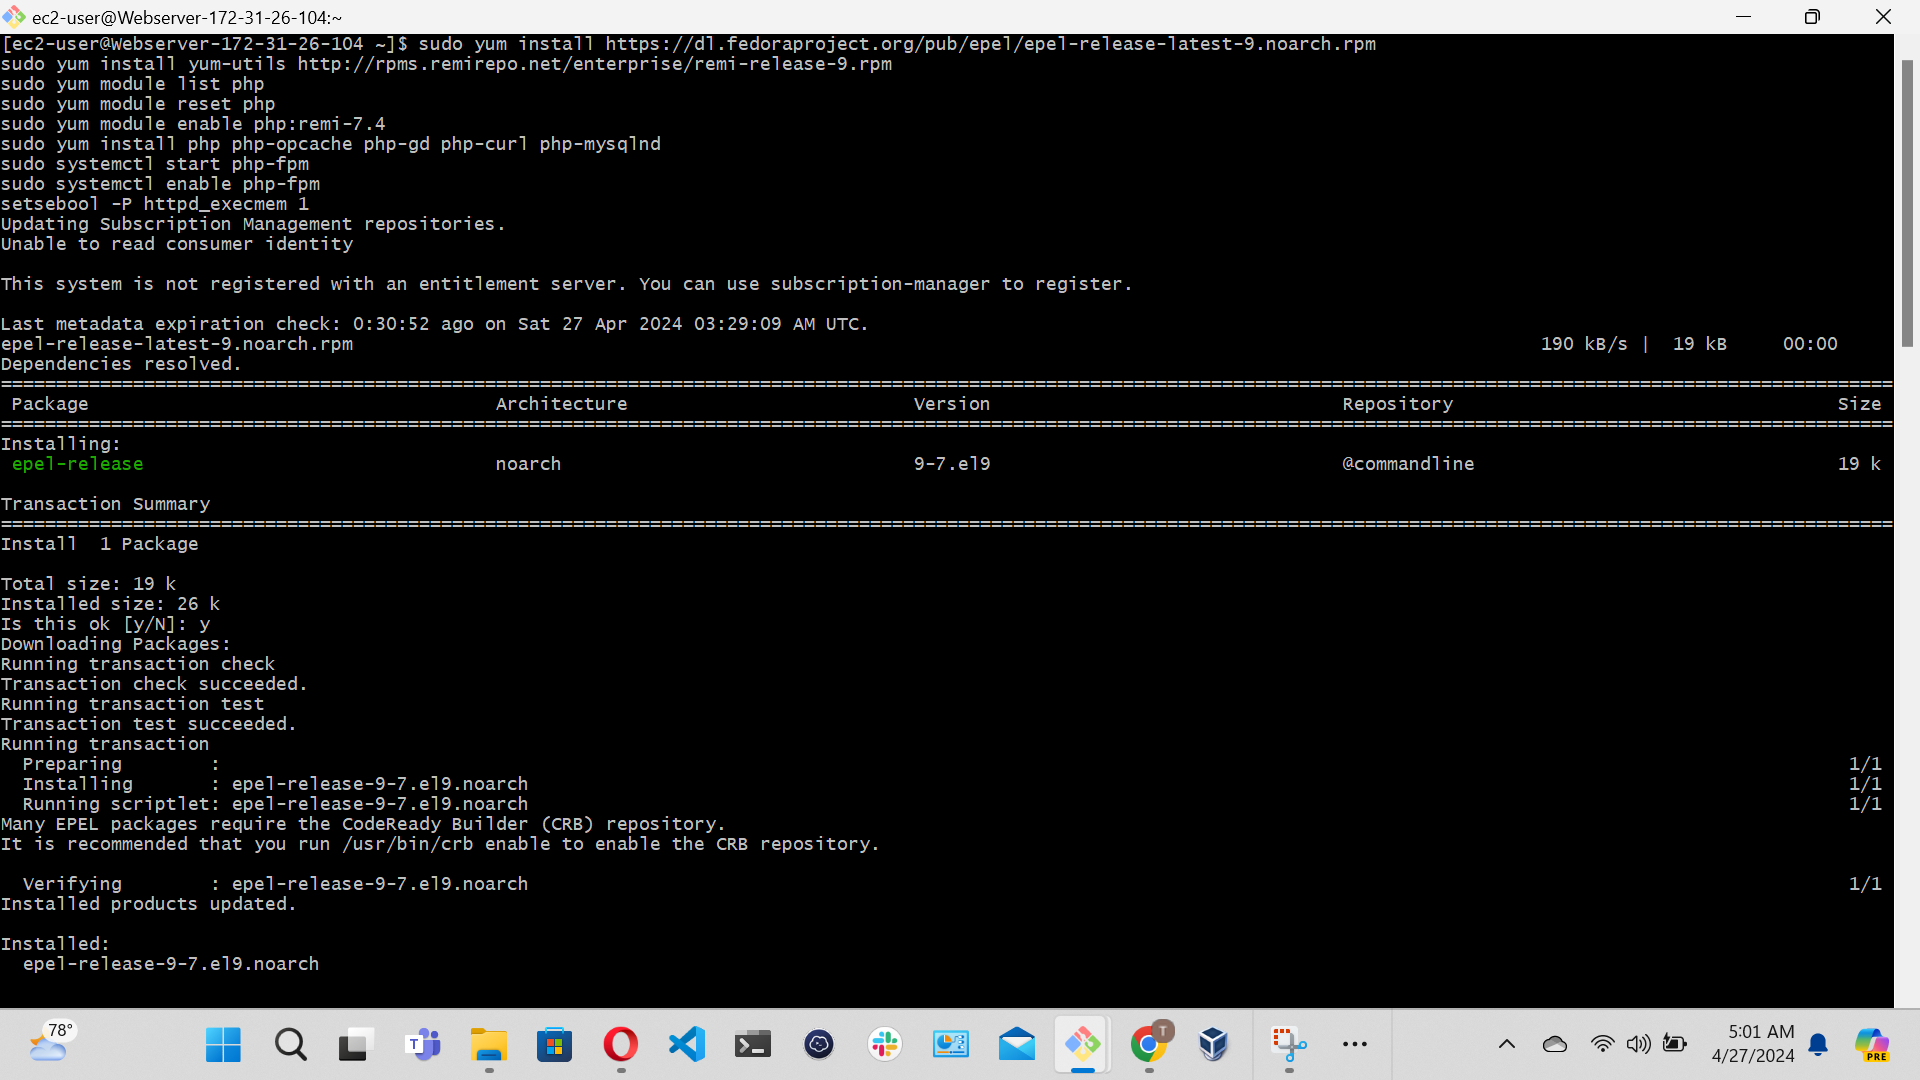 ec2-user@Webserver-172-31-26-104:~
[ec2-user@Webserver-172-31-26-104 ~]$ sudo yum install https://dl.fedoraproject.org/pub/epel/epel-release-latest-9.noarch.rpm
sudo yum install yum-utils http://rpms.remirepo.net/enterprise/remi-release-9.rpm
sudo yum module list php
sudo yum module reset php
sudo yum module enable php:remi-7.4
sudo yum install php php-opcache php-gd php-curl php-mysqlnd
sudo systemctl start php-fpm
sudo systemctl enable php-fpm
setsebool -P httpd_execmem 1
Updating Subscription Management repositories.
Unable to read consumer identity
This system is not registered with an entitlement server. You can use subscription-manager to register.
Last metadata expiration check: 0:30:52 ago on Sat 27 Apr 2024 03:29:09 AM UTC.
epel-release-latest-9.noarch.rpm 190 kB/s | 19 kB 00:00
Dependencies resolved.
================================================================================
Package Architecture Version Repository Size
================================================================================
Installing:
epel-release noarch 9-7.el9 @commandline 19 k
Transaction Summary
================================================================================
Install 1 Package
Total size: 19 k
Installed size: 26 k
Is this ok [y/N]: y
Downloading Packages:
Running transaction check
Transaction check succeeded.
Running transaction test
Transaction test succeeded.
Running transaction
Preparing : 1/1
Installing : epel-release-9-7.el9.noarch 1/1
Running scriptlet: epel-release-9-7.el9.noarch 1/1
Many EPEL packages require the CodeReady Builder (CRB) repository.
It is recommended that you run /usr/bin/crb enable to enable the CRB repository.
Verifying : epel-release-9-7.el9.noarch 1/1
Installed products updated.
Installed:
epel-release-9-7.el9.noarch
78°
T
T
5:01 AM
4/27/2024
PRE